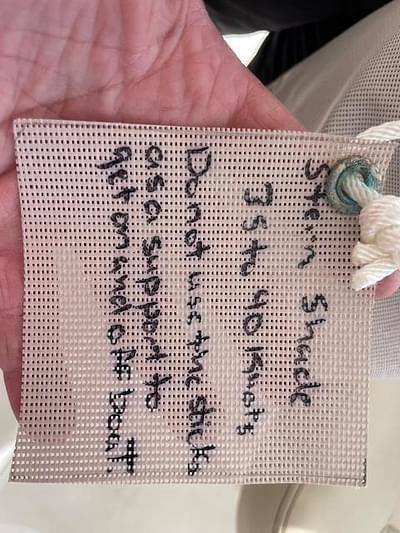 Stern Shade
35 to 40 knots
Do not use the sticks
as a support to
get on and off boat.